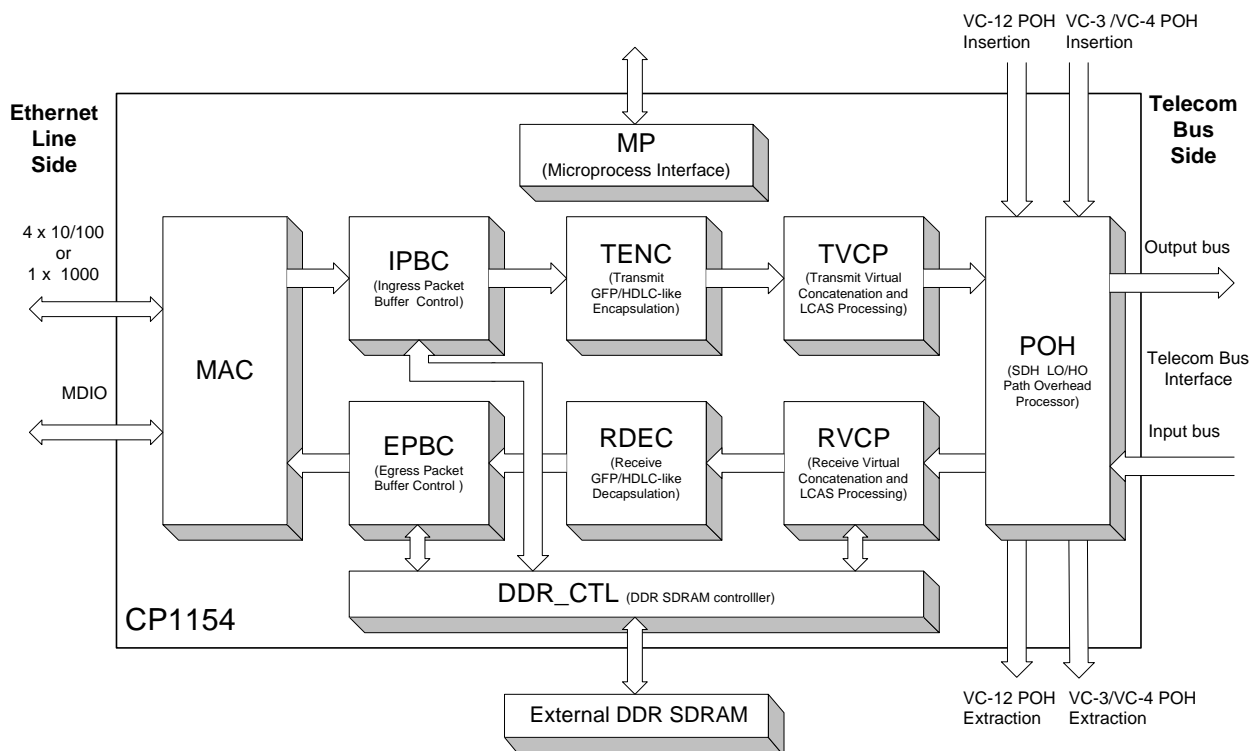 VC-12 POH
Insertion
VC-3 /VC-4 POH
Insertion
Ethernet
Line
Side
Telecom
Bus
Side
MP
(Microprocess Interface)
4 x 10/100
or
1 x 1000
MDIO
MAC
IPBC
(Ingress Packet
Buffer Control)
TENC
(Transmit
GFP/HDLC-like
Encapsulation)
TVCP
(Transmit Virtual
Concatenation and
LCAS Processing)
POH
(SDH LO/HO
Path Overhead
Processor)
Output bus
Telecom Bus
Interface
Input bus
EPBC
(Egress Packet
Buffer Control )
RDEC
(Receive
GFP/HDLC-like
Decapsulation)
RVCP
(Receive Virtual
Concatenation and
LCAS Processing)
DDR_CTL (DDR SDRAM controlller)
CP1154
External DDR SDRAM
VC-12 POH
Extraction
VC-3/VC-4 POH
Extraction